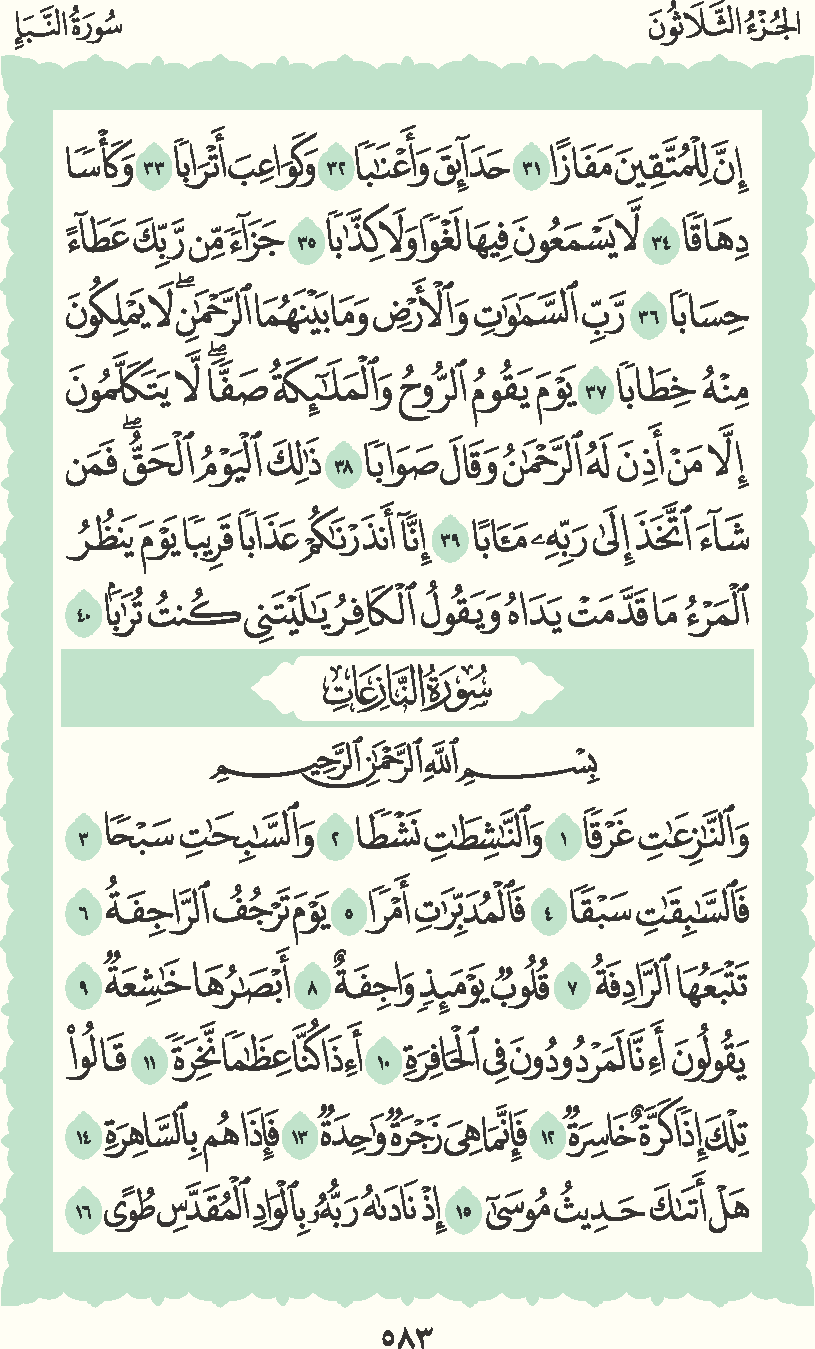 الجُزْءُ الثَّلَاثُونَ سُورَةُ النَّبَإِ
إِنَّ لِلْمُتَّقِينَ مَفَازًا ٣١ حَدَآئِقَ وَأَعْنَٰبٗا ٣٢ وَكَوَاعِبَ أَتۡرَابٗا ٣٣ وَكَأۡسٗا
دِهَاقٗا ٣٤ لَّا يَسۡمَعُونَ فِيهَا لَغۡوٗا وَلَا كِذَّٰبٗا ٣٥ جَزَآءٗ مِّن رَّبِّكَ عَطَآءً
حِسَابٗا ٣٦ رَّبِّ ٱلسَّمَٰوَٰتِ وَٱلۡأَرۡضِ وَمَا بَيۡنَهُمَا ٱلرَّحۡمَٰنِۖ لَا يَمۡلِكُونَ
مِنۡهُ خِطَابٗا ٣٧ يَوۡمَ يَقُومُ ٱلرُّوحُ وَٱلۡمَلَٰٓئِكَةُ صَفّٗاۖ لَّا يَتَكَلَّمُونَ
إِلَّا مَنۡ أَذِنَ لَهُ ٱلرَّحۡمَٰنُ وَقَالَ صَوَابٗا ٣٨ ذَٰلِكَ ٱلۡيَوۡمُ ٱلۡحَقُّۖ فَمَن
شَآءَ ٱتَّخَذَ إِلَىٰ رَبِّهِۦ مَـَٔابًا ٣٩ إِنَّآ أَنذَرۡنَٰكُمۡ عَذَابٗا قَرِيبٗا يَوۡمَ يَنظُرُ
ٱلۡمَرۡءُ مَا قَدَّمَتۡ يَدَاهُ وَيَقُولُ ٱلۡكَافِرُ يَٰلَيۡتَنِي كُنتُ تُرَٰبَۢا ٤٠
سُورَةُ النَّازِعَاتِ
بِسۡمِ ٱللَّهِ ٱلرَّحۡمَٰنِ ٱلرَّحِيمِ
وَٱلنَّٰزِعَٰتِ غَرۡقٗا ١ وَٱلنَّٰشِطَٰتِ نَشۡطٗا ٢ وَٱلسَّٰبِحَٰتِ سَبۡحٗا ٣
فَٱلسَّٰبِقَٰتِ سَبۡقٗا ٤ فَٱلۡمُدَبِّرَٰتِ أَمۡرٗا ٥ يَوۡمَ تَرۡجُفُ ٱلرَّاجِفَةُ ٦
تَتۡبَعُهَا ٱلرَّادِفَةُ ٧ قُلُوبٞ يَوۡمَئِذٖ وَاجِفَةٌ ٨ أَبۡصَٰرُهَا خَٰشِعَةٞ ٩
يَقُولُونَ أَءِنَّا لَمَرۡدُودُونَ فِي ٱلۡحَافِرَةِ ١٠ أَءِذَا كُنَّا عِظَٰمٗا نَّخِرَةٗ ١١ قَالُواْ
تِلۡكَ إِذٗا كَرَّةٌ خَاسِرَةٞ ١٢ فَإِنَّمَا هِيَ زَجۡرَةٞ وَٰحِدَةٞ ١٣ فَإِذَا هُم بِٱلسَّاهِرَةِ ١٤
هَلۡ أَتَىٰكَ حَدِيثُ مُوسَىٰٓ ١٥ إِذۡ نَادَىٰهُ رَبُّهُۥ بِٱلۡوَادِ ٱلۡمُقَدَّسِ طُوًى ١٦
٥٨٣